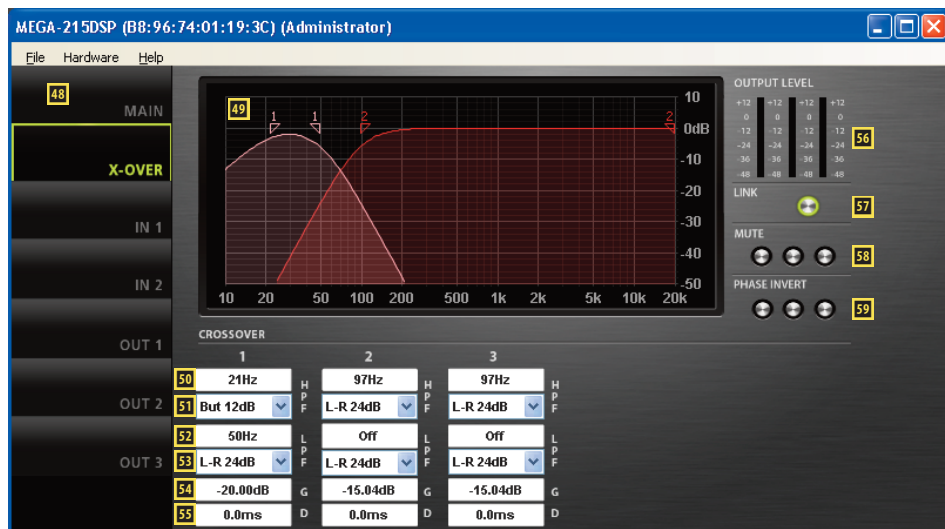 MEGA-215DSP (B8:96:74:01:19:3C) (Administrator)
File Hardware Help
48
MAIN
X-OVER
IN 1
IN 2
OUT 1
OUT 2
OUT 3
49
1 1 2 2
10
0dB
-10
-20
-30
-40
-50
10 20 50 100 200 500 1k 2k 5k 10k 20k
OUTPUT LEVEL
+12 +12 +12 +12
0 0 0 0
-12 -12 -12 -12
-24 -24 -24 -24
-36 -36 -36 -36
-48 -48 -48 -48
56
LINK
57
MUTE
58
PHASE INVERT
59
CROSSOVER
1 2 3
50 21Hz 97Hz 97Hz
51 But 12dB L-R 24dB L-R 24dB
HPF HPF HPF
52 50Hz Off Off
53 L-R 24dB L-R 24dB L-R 24dB
LPF LPF LPF
54 -20.00dB G -15.04dB G -15.04dB G
55 0.0ms D 0.0ms D 0.0ms D